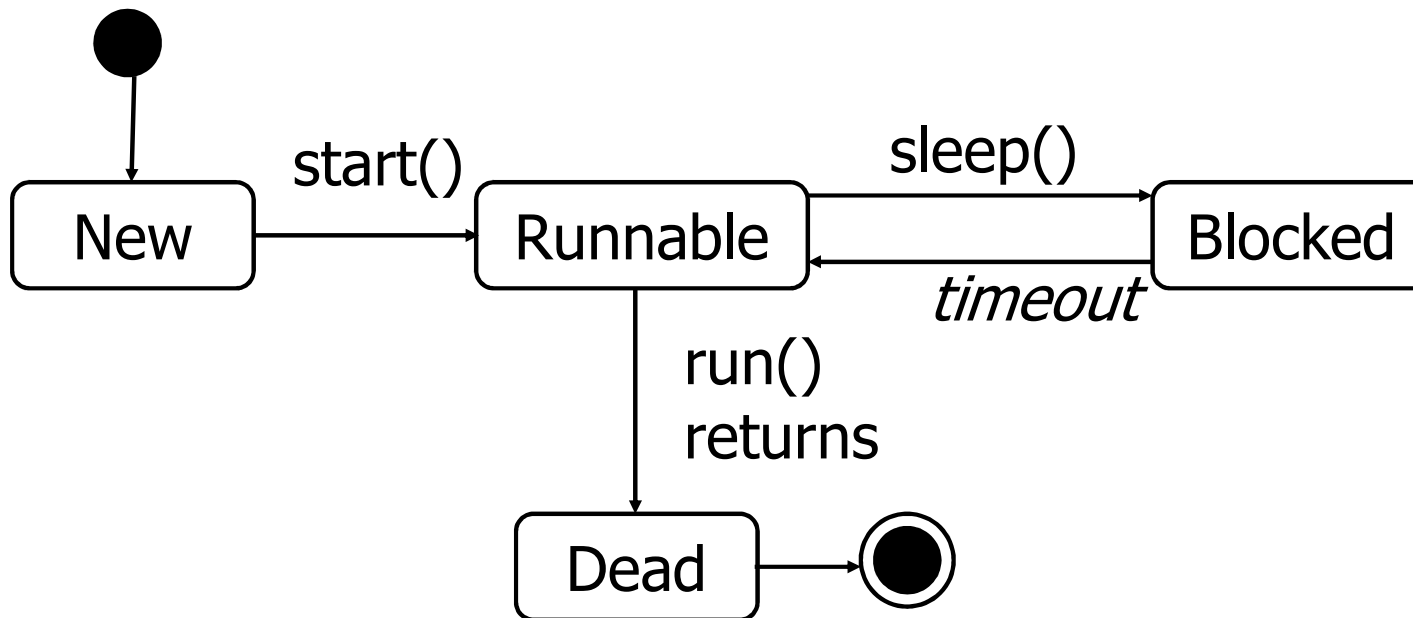 start()
sleep()
New
Runnable
Blocked
timeout
run()
returns
Dead